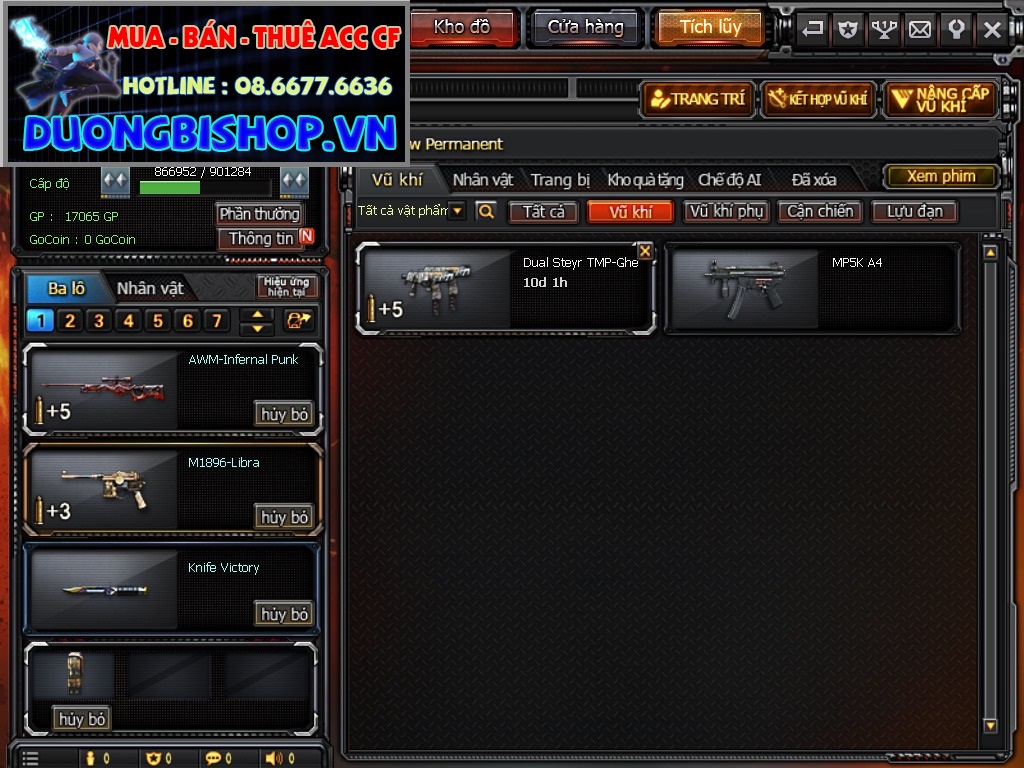 MUA - BÁN - THUÊ ACC CF
HOTLINE : 08.6677.6636
DUONGBISHOP.VN
Kho đồ
Cửa hàng
Tích lũy
TRANG TRÍ
KẾT HỢP VŨ KHÍ
NÂNG CẤP
VŨ KHÍ
Permanent
Cấp độ
866952 / 901284
GP : 17065 GP
Phần thưởng
GoCoin : 0 GoCoin
Thông tin
N
Vũ khí
Nhân vật
Trang bị
Kho quà tặng
Chế độ AI
Đã xóa
Xem phim
Tất cả vật phẩm
Tất cả
Vũ khí
Vũ khí phụ
Cận chiến
Lựu đạn
Ba lô
Nhân vật
Hiệu ứng
hiện tại
1 2 3 4 5 6 7
AWM-Infernal Punk
+5
hủy bỏ
M1896-Libra
+3
hủy bỏ
Knife Victory
hủy bỏ
hủy bỏ
0 0 0 0
Dual Steyr TMP-Ghe
10d 1h
+5
MP5K A4